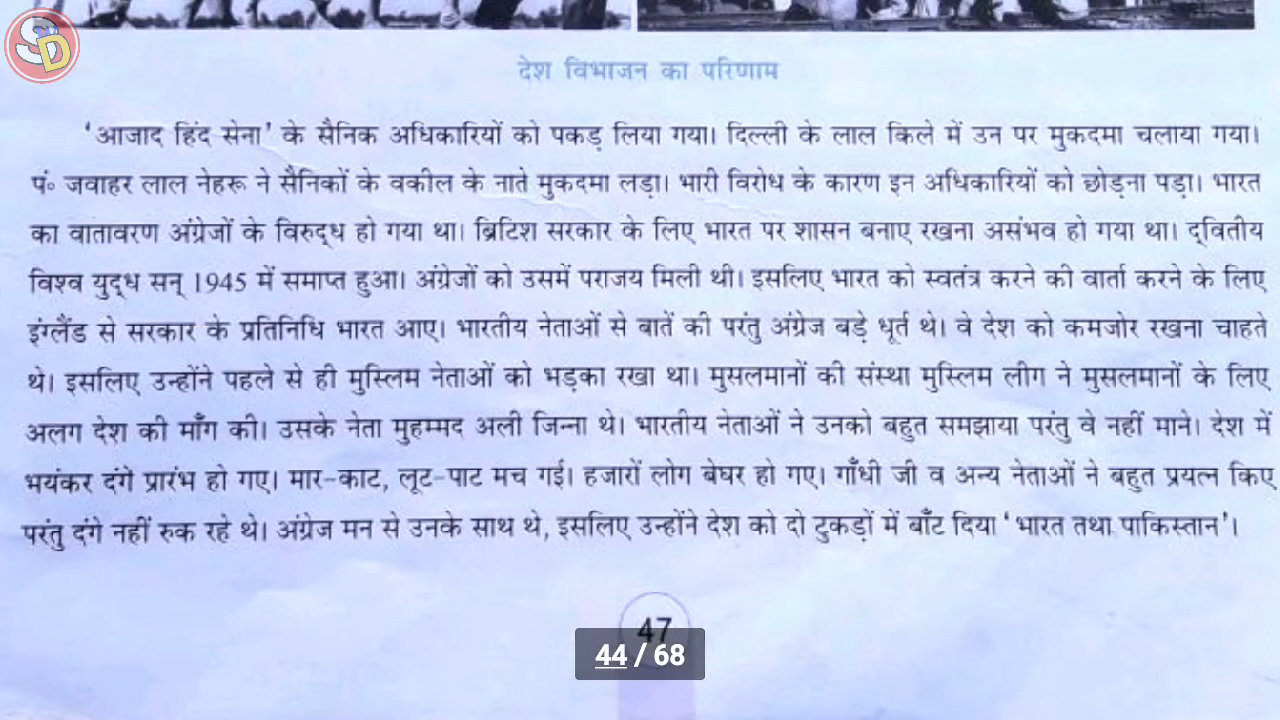 SD
देश विभाजन का परिणाम
'आजाद हिंद सेना' के सैनिक अधिकारियों को पकड़ लिया गया। दिल्ली के लाल किले में उन पर मुकदमा चलाया गया।
पं॰ जवाहर लाल नेहरू ने सैनिकों के वकील के नाते मुकदमा लड़ा। भारी विरोध के कारण इन अधिकारियों को छोड़ना पड़ा। भारत
का वातावरण अंग्रेजों के विरुद्ध हो गया था। ब्रिटिश सरकार के लिए भारत पर शासन बनाए रखना असंभव हो गया था। द्वितीय
विश्व युद्ध सन् 1945 में समाप्त हुआ। अंग्रेजों को उसमें पराजय मिली थी। इसलिए भारत को स्वतंत्र करने की वार्ता करने के लिए
इंग्लैंड से सरकार के प्रतिनिधि भारत आए। भारतीय नेताओं से बातें की परंतु अंग्रेज बड़े धूर्त थे। वे देश को कमजोर रखना चाहते
थे। इसलिए उन्होंने पहले से ही मुस्लिम नेताओं को भड़का रखा था। मुसलमानों की संस्था मुस्लिम लीग ने मुसलमानों के लिए
अलग देश की माँग की। उसके नेता मुहम्मद अली जिन्ना थे। भारतीय नेताओं ने उनको बहुत समझाया परंतु वे नहीं माने। देश में
भयंकर दंगे प्रारंभ हो गए। मार-काट, लूट-पाट मच गई। हजारों लोग बेघर हो गए। गाँधी जी व अन्य नेताओं ने बहुत प्रयत्न किए
परंतु दंगे नहीं रुक रहे थे। अंग्रेज मन से उनके साथ थे, इसलिए उन्होंने देश को दो टुकड़ों में बाँट दिया 'भारत तथा पाकिस्तान'।
47
44 / 68